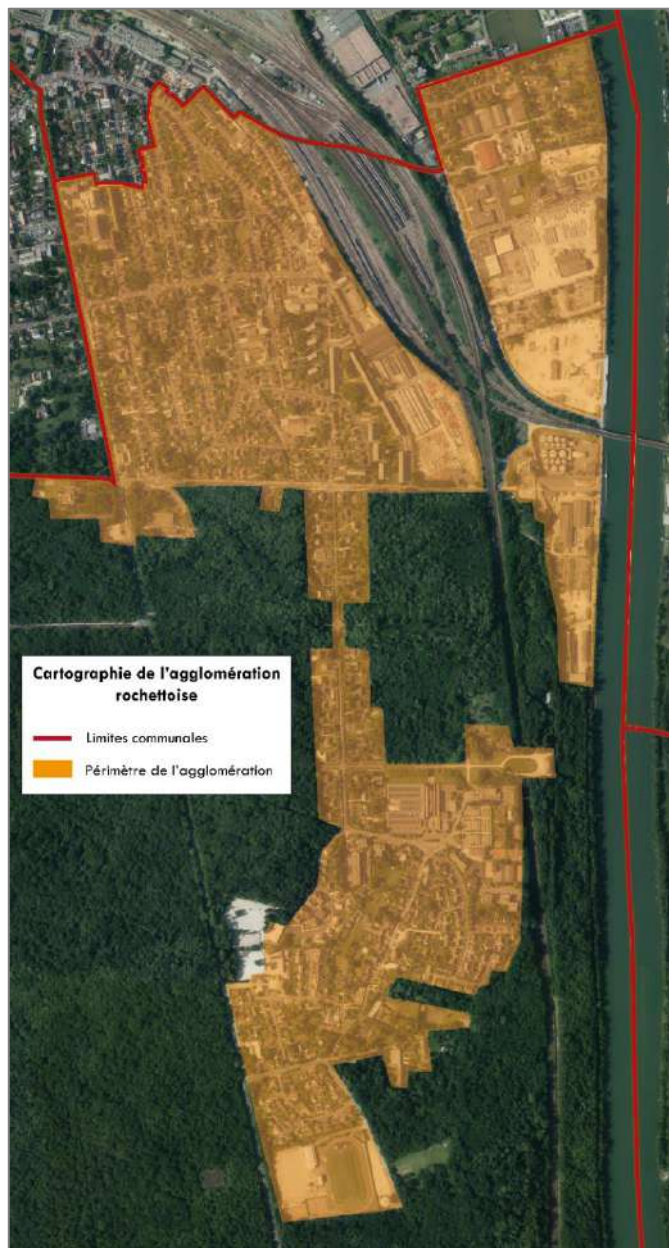 Cartographie de l'agglomération
rochettoise
Limites communales
Périmètre de l'agglomération